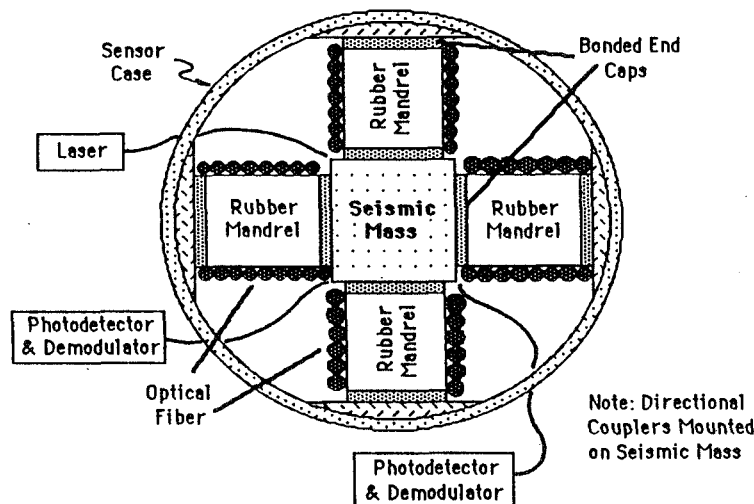 Sensor
Case
Bonded End
Caps
Rubber
Mandrel
Laser
Rubber
Mandrel
Seismic
Mass
Rubber
Mandrel
Photodetector
& Demodulator
Rubber
Mandrel
Optical
Fiber
Note: Directional
Couplers Mounted
on Seismic Mass
Photodetector
& Demodulator